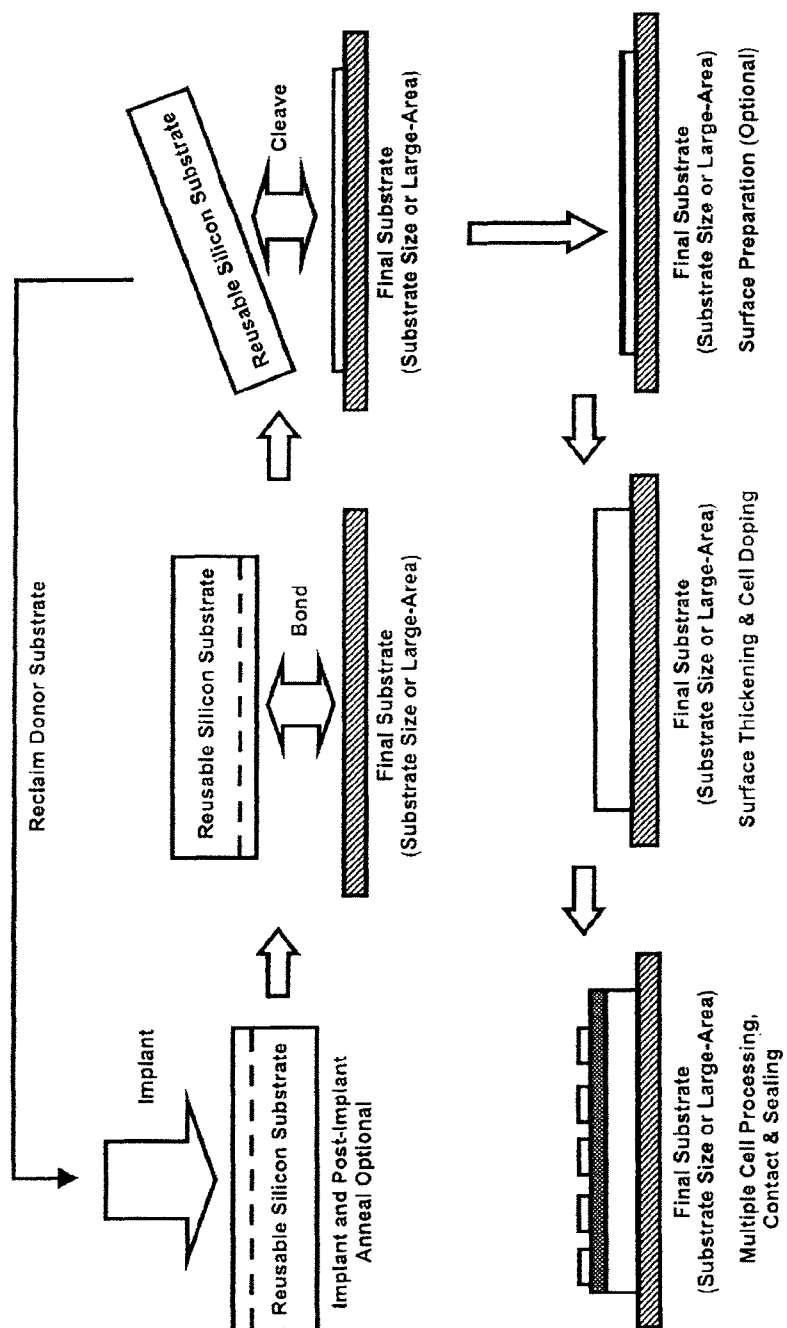 Reclaim Donor Substrate
Implant
Reusable Silicon Substrate
Implant and Post-Implant
Anneal Optional
Reusable Silicon Substrate
Bond
Final Substrate
(Substrate Size or Large-Area)
Reusable Silicon Substrate
Cleave
Final Substrate
(Substrate Size or Large-Area)
Final Substrate
(Substrate Size or Large-Area)
Surface Preparation (Optional)
Final Substrate
(Substrate Size or Large-Area)
Surface Thickening & Cell Doping
Final Substrate
(Substrate Size or Large-Area)
Multiple Cell Processing,
Contact & Sealing